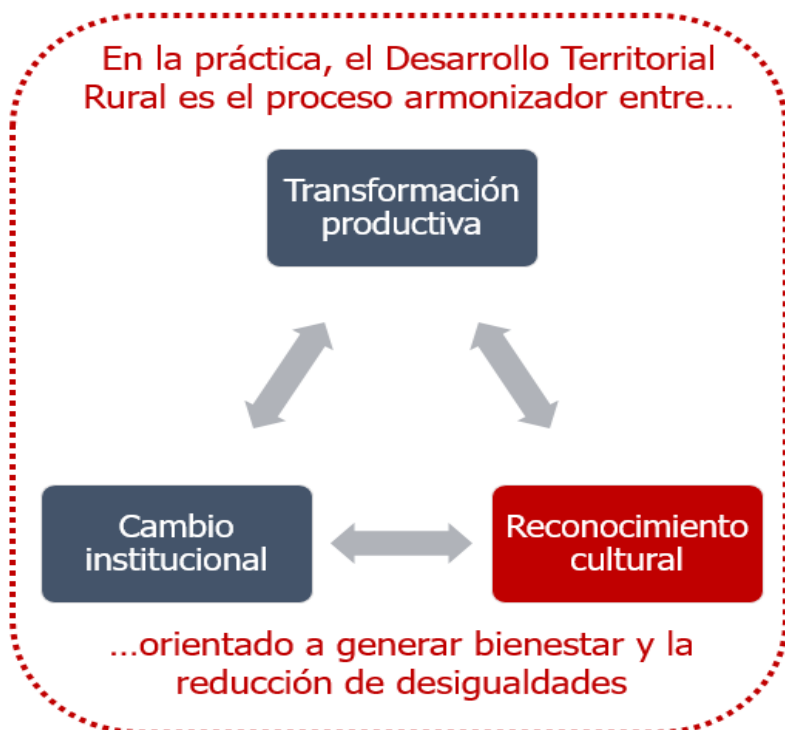 En la práctica, el Desarrollo Territorial
Rural es el proceso armonizador entre...
Transformación
productiva
Cambio
institucional
Reconocimiento
cultural
...orientado a generar bienestar y la
reducción de desigualdades